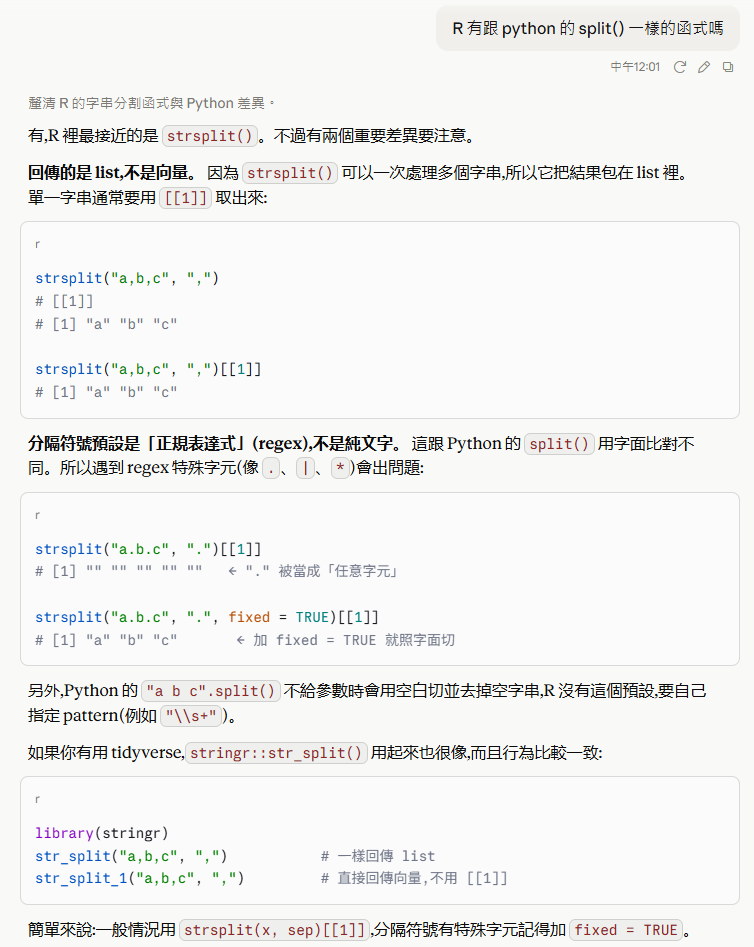 R 有跟 python 的 split() 一樣的函式嗎
中午12:01
釐清 R 的字串分割函式與 Python 差異。
有,R 裡最接近的是 strsplit()。不過有兩個重要差異要注意。
回傳的是 list,不是向量。 因為 strsplit() 可以一次處理多個字串,所以它把結果包在 list 裡。
單一字串通常要用 [[1]] 取出來:
r
strsplit("a,b,c", ",")
# [[1]]
# [1] "a" "b" "c"
strsplit("a,b,c", ",")[[1]]
# [1] "a" "b" "c"
分隔符號預設是「正規表達式」(regex),不是純文字。 這跟 Python 的 split() 用字面比對不
同。所以遇到 regex 特殊字元(像 .、|、*)會出問題:
r
strsplit("a.b.c", ".")[[1]]
# [1] "" "" "" "" ""   ← "." 被當成「任意字元」
strsplit("a.b.c", ".", fixed = TRUE)[[1]]
# [1] "a" "b" "c"       ← 加 fixed = TRUE 就照字面切
另外,Python 的 "a b c".split() 不給參數時會用空白切並去掉空字串,R 沒有這個預設,要自己
指定 pattern(例如 "\\s+")。
如果你有用 tidyverse,stringr::str_split() 用起來也很像,而且行為比較一致:
r
library(stringr)
str_split("a,b,c", ",")           # 一樣回傳 list
str_split_1("a,b,c", ",")         # 直接回傳向量,不用 [[1]]
簡單來說:一般情況用 strsplit(x, sep)[[1]],分隔符號有特殊字元記得加 fixed = TRUE。